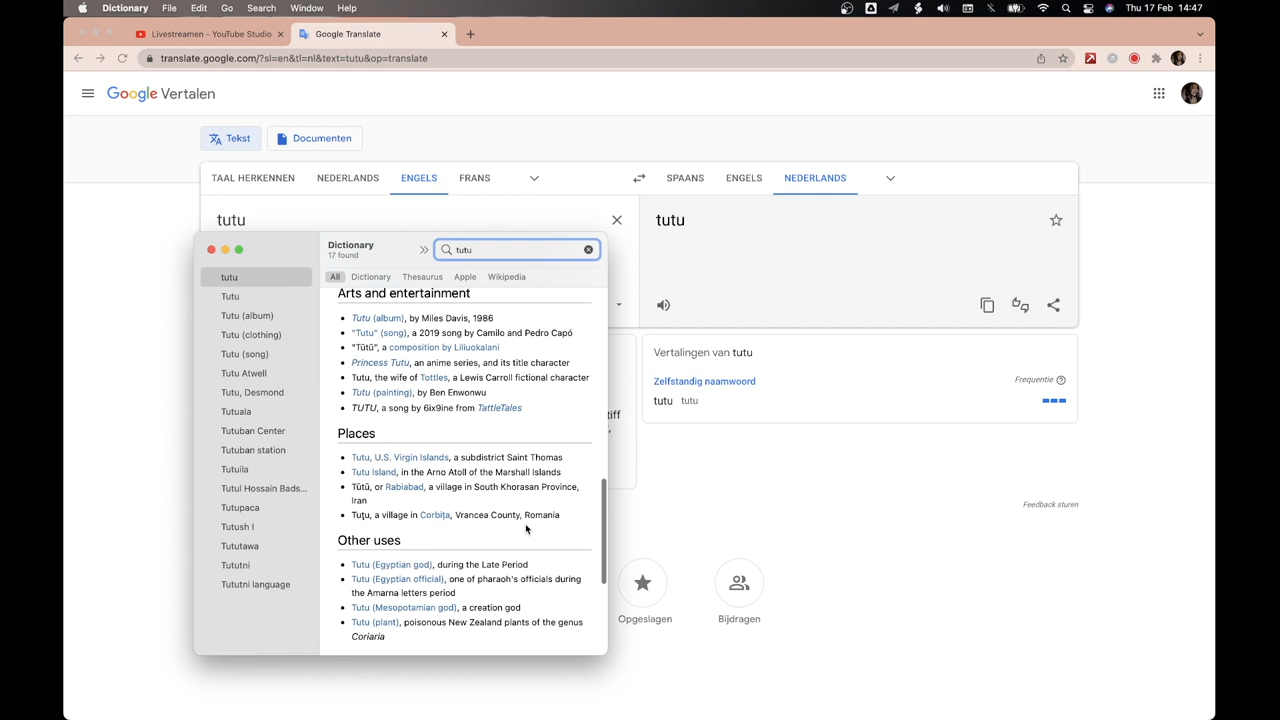 Dictionary File Edit Go Search Window Help Thu 17 Feb 14:47
Livestreamen - YouTube Studio Google Translate
translate.google.com/?sl=en&tl=nl&text=tutu&op=translate
Google Vertalen
Tekst Documenten
TAAL HERKENNEN NEDERLANDS ENGELS FRANS SPAANS ENGELS NEDERLANDS
tutu tutu
Dictionary
17 found
tutu
All Dictionary Thesaurus Apple Wikipedia
tutu
Tutu
Tutu (album)
Tutu (clothing)
Tutu (song)
Tutu Atwell
Tutu, Desmond
Tutuala
Tutuban Center
Tutuban station
Tutuila
Tutul Hossain Bads...
Tutupaca
Tutush I
Tututawa
Tututni
Tututni language
Arts and entertainment
Tutu (album), by Miles Davis, 1986
"Tutu" (song), a 2019 song by Camilo and Pedro Capó
"Tūtū", a composition by Liliuokalani
Princess Tutu, an anime series, and its title character
Tutu, the wife of Tottles, a Lewis Carroll fictional character
Tutu (painting), by Ben Enwonwu
TUTU, a song by 6ix9ine from TattleTales
Places
Tutu, U.S. Virgin Islands, a subdistrict Saint Thomas
Tutu Island, in the Arno Atoll of the Marshall Islands
Tūtū, or Rabiabad, a village in South Khorasan Province,
Iran
Tuțu, a village in Corbița, Vrancea County, Romania
Other uses
Tutu (Egyptian god), during the Late Period
Tutu (Egyptian official), one of pharaoh's officials during
the Amarna letters period
Tutu (Mesopotamian god), a creation god
Tutu (plant), poisonous New Zealand plants of the genus
Coriaria
tiff
Vertalingen van tutu
Zelfstandig naamwoord Frequentie
tutu tutu
Feedback sturen
Opgeslagen Bijdragen